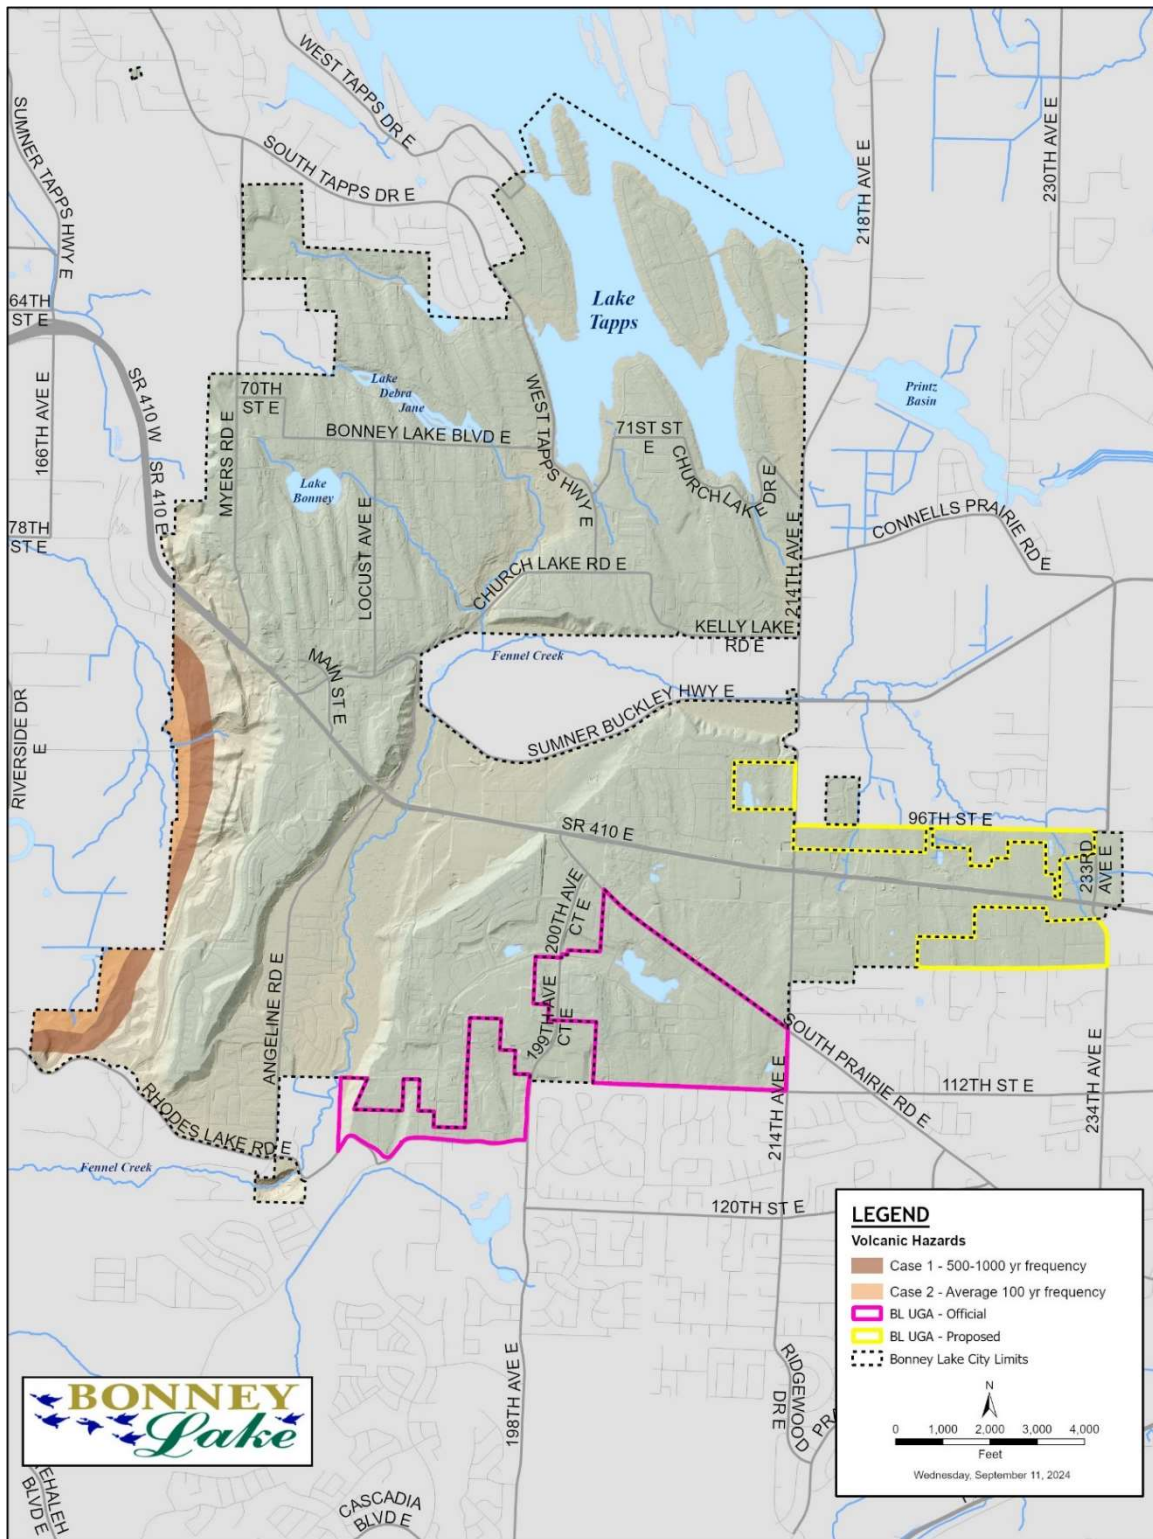 WEST TAPPS DR E
SOUTH TAPPS DR E
SUMNER TAPPS HWY E
218TH AVE E
230TH AVE E
64TH
ST E
166TH AVE E
SR 410 W
SR 410 E
Lake
Tapps
Printz
Basin
MYERS RD E
70TH
ST E
Lake
Debra
Jane
BONNEY LAKE BLVD E
WEST TAPPS HWY E
71ST ST
E
CHURCH LAKE DR E
Lake
Bonney
LOCUST AVE E
78TH
ST E
CHURCH LAKE RD E
214TH AVE E
CONNELLS PRAIRIE RD E
KELLY LAKE
RD E
Fennel Creek
MAIN ST E
RIVERSIDE DR
E
SUMNER BUCKLEY HWY E
SR 410 E
96TH ST E
233RD
AVE E
200TH AVE
CT E
199TH AVE
CT E
ANGELINE RD E
SOUTH PRAIRIE RD E
214TH AVE E
112TH ST E
234TH AVE E
RHODES LAKE RD E
Fennel Creek
120TH ST E
198TH AVE E
RIDGEWOOD
DR E
PRA
CASCADIA
BLVD E
EHALEH
BLVD E
BONNEY
Lake
LEGEND
Volcanic Hazards
Case 1 - 500-1000 yr frequency
Case 2 - Average 100 yr frequency
BL UGA - Official
BL UGA - Proposed
Bonney Lake City Limits
N
0 1,000 2,000 3,000 4,000
Feet
Wednesday, September 11, 2024